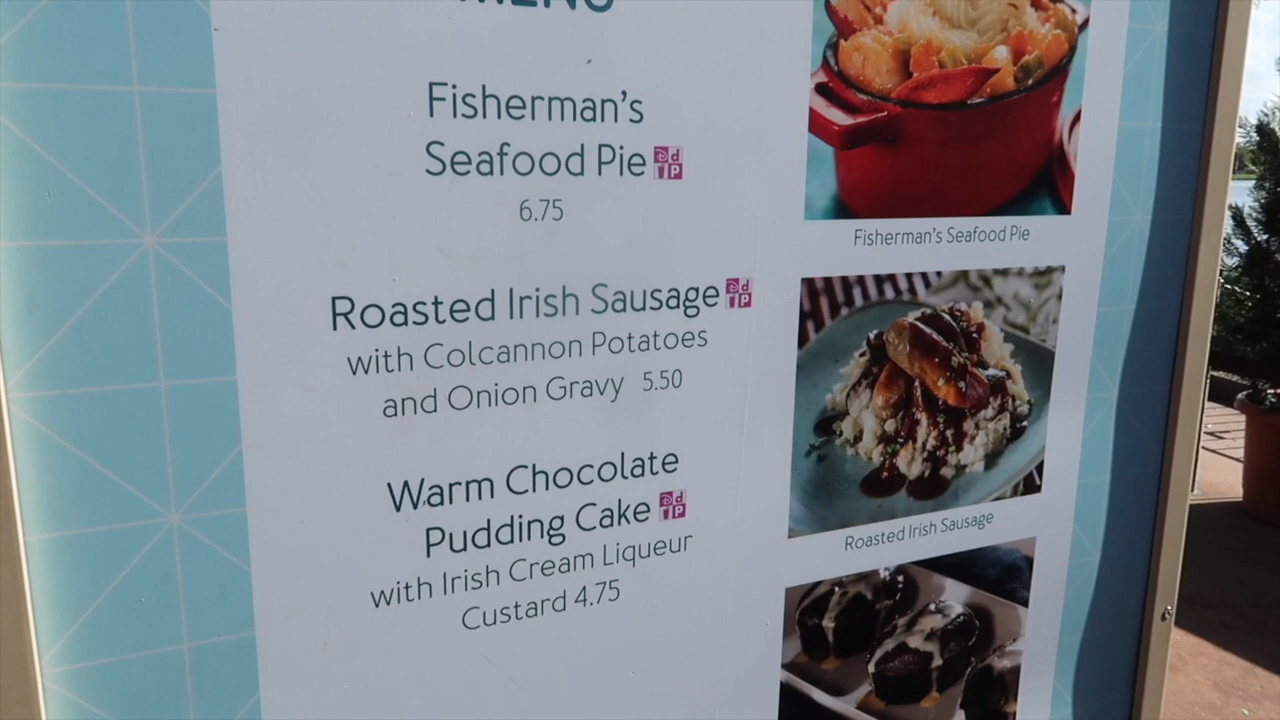 MENU
Fisherman's
Seafood Pie
6.75
Fisherman's Seafood Pie
Roasted Irish Sausage
with Colcannon Potatoes
and Onion Gravy 5.50
Roasted Irish Sausage
Warm Chocolate
Pudding Cake
with Irish Cream Liqueur
Custard 4.75